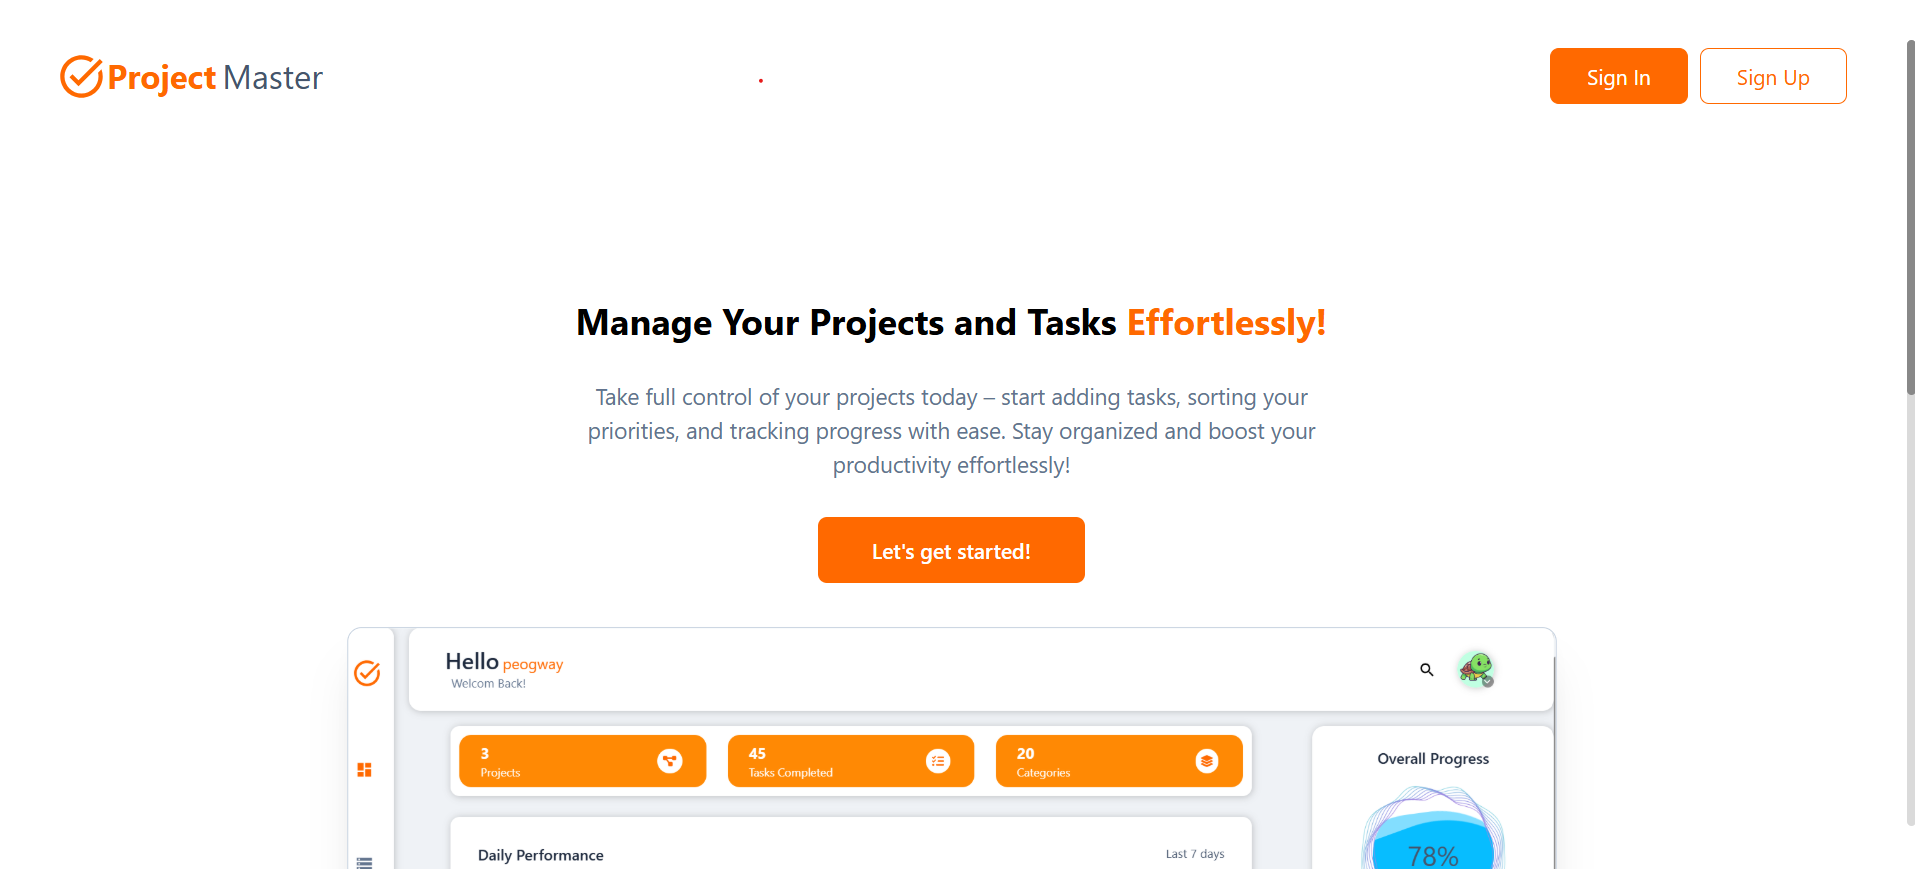 Project Master
Sign In
Sign Up
Manage Your Projects and Tasks Effortlessly!
Take full control of your projects today – start adding tasks, sorting your
priorities, and tracking progress with ease. Stay organized and boost your
productivity effortlessly!
Let's get started!
Hello peogway
Welcom Back!
3
Projects
45
Tasks Completed
20
Categories
Overall Progress
78%
Daily Performance
Last 7 days